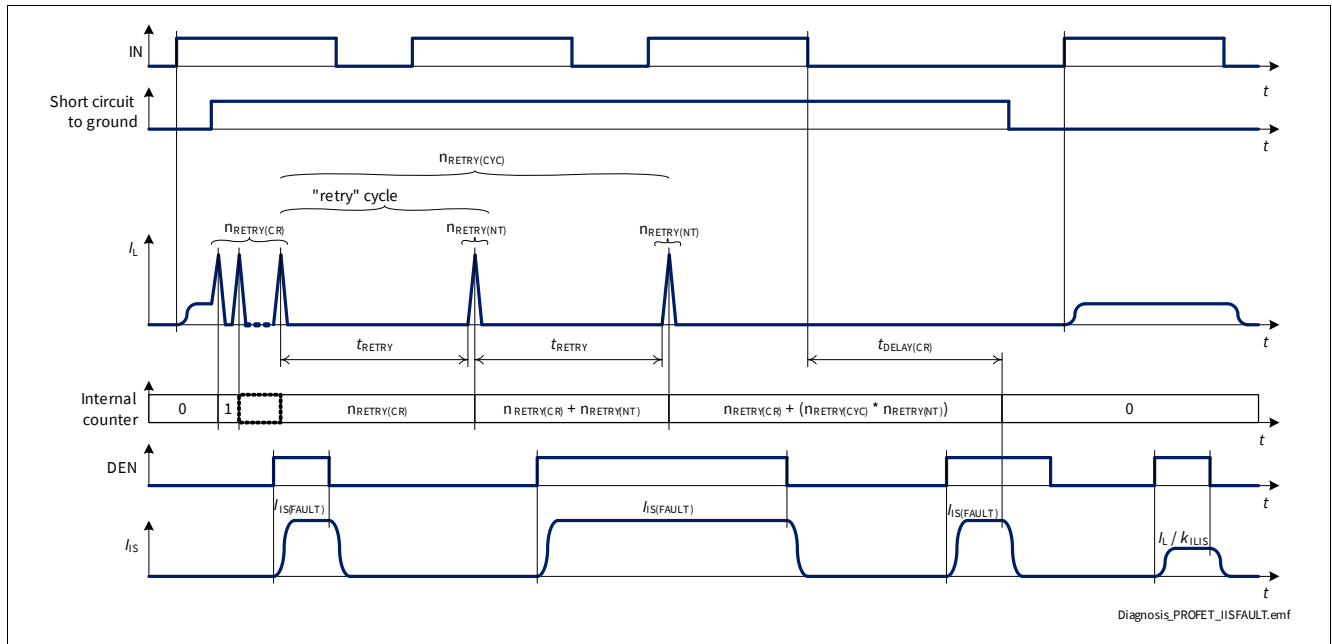 IN
t
Short circuit
to ground
t
nRETRY(CYC)
"retry" cycle
nRETRY(CR)
nRETRY(NT)
nRETRY(NT)
IL
tRETRY
tRETRY
tDELAY(CR)
t
Internal
counter
0
1
nRETRY(CR)
nRETRY(CR) + nRETRY(NT)
nRETRY(CR) + (nRETRY(CYC) * nRETRY(NT))
0
t
DEN
t
IIS(FAULT)
IIS(FAULT)
IIS(FAULT)
IL / kILIS
IIS
t
Diagnosis_PROFET_IISFAULT.emf